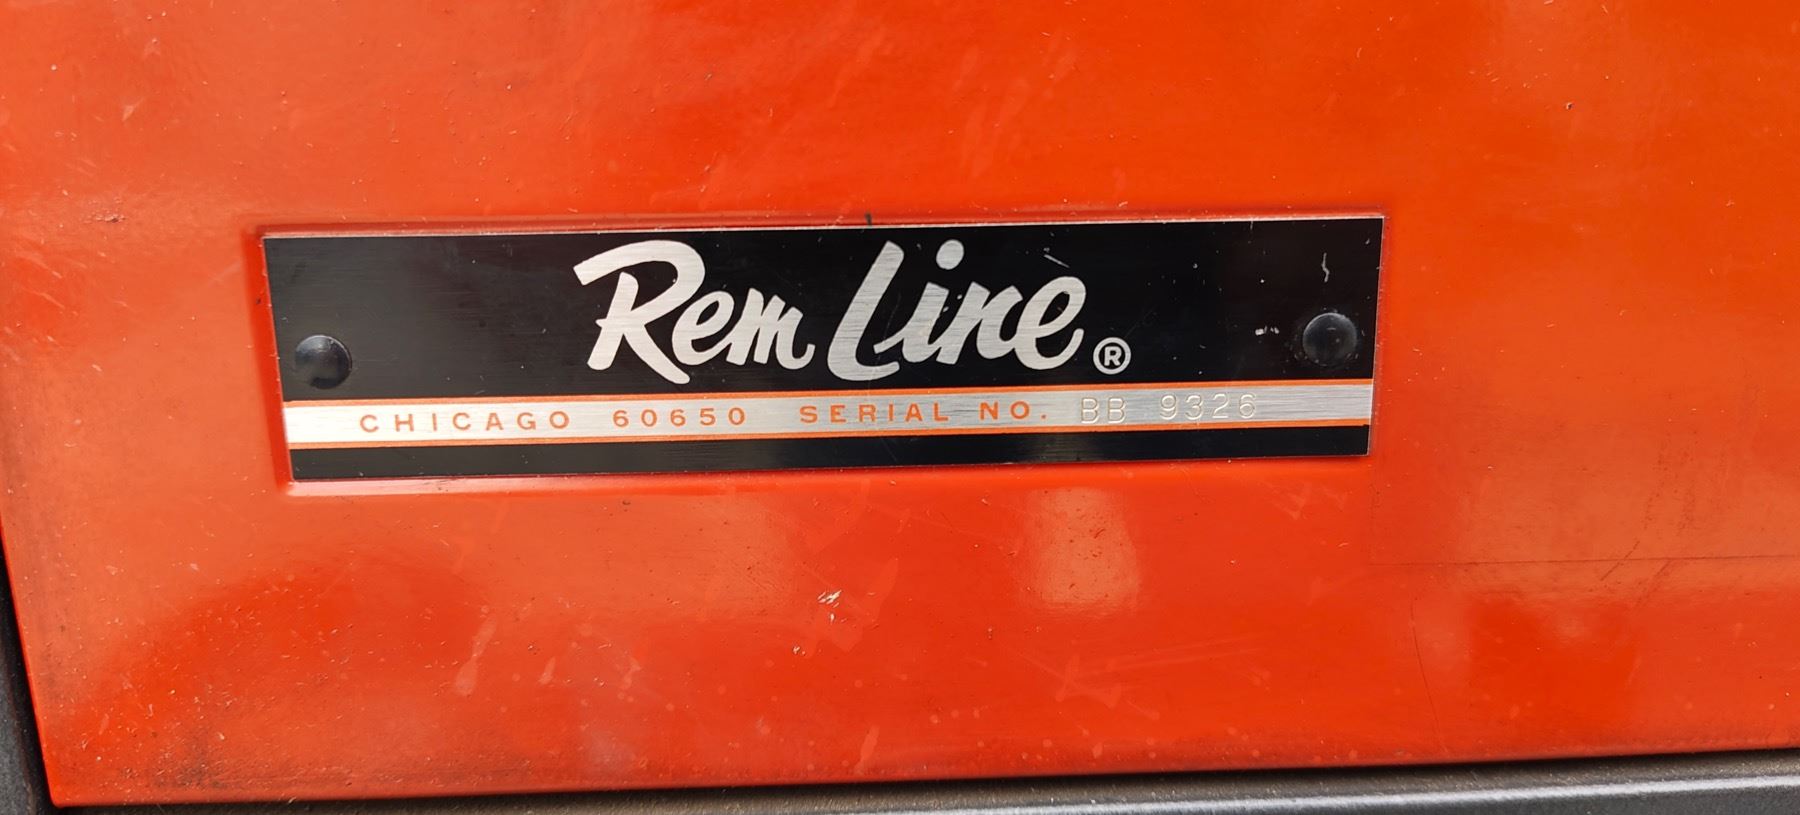 Rem Line®
CHICAGO 60650 SERIAL NO. BB 9326